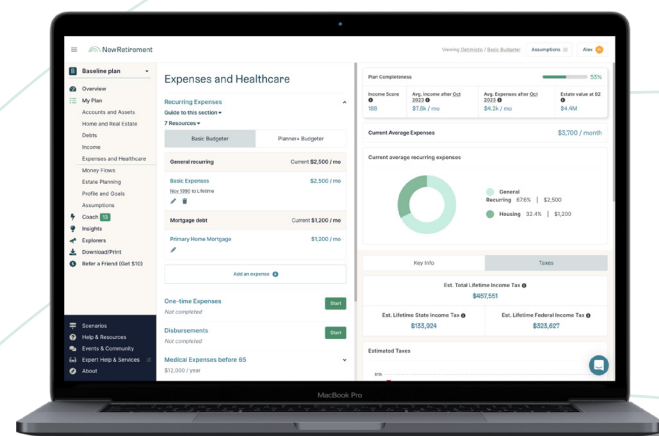 NewRetirement
Viewing Optimistic / Basic Budgeter
Assumptions
Alex
B Baseline plan
Overview
My Plan
Accounts and Assets
Home and Real Estate
Debts
Income
Expenses and Healthcare
Money Flows
Estate Planning
Profile and Goals
Assumptions
Coach 13
Insights
Explorers
Download/Print
Refer a Friend (Get $10)
Scenarios
Help & Resources
Events & Community
Expert Help & Services
About
Expenses and Healthcare
Recurring Expenses
Guide to this section
7 Resources
Basic Budgeter
Planner+ Budgeter
General recurring Current $2,500 / mo
Basic Expenses $2,500 / mo
Nov 1990 to Lifetime
Mortgage debt Current $1,200 / mo
Primary Home Mortgage $1,200 / mo
Add an expense
One-time Expenses Start
Not completed
Disbursements Start
Not completed
Medical Expenses before 65
$12,000 / year
Plan Completeness 53%
Income Score
188
Avg. income after Oct
2023
$7.8k / mo
Avg. Expenses after Oct
2023
$4.2k / mo
Estate value at 92
$4.4M
Current Average Expenses $3,700 / month
Current average recurring expenses
General
Recurring 67.6% | $2,500
Housing 32.4% | $1,200
Key Info
Taxes
Est. Total Lifetime Income Tax
$457,551
Est. Lifetime State Income Tax
$133,924
Est. Lifetime Federal Income Tax
$323,627
Estimated Taxes
MacBook Pro